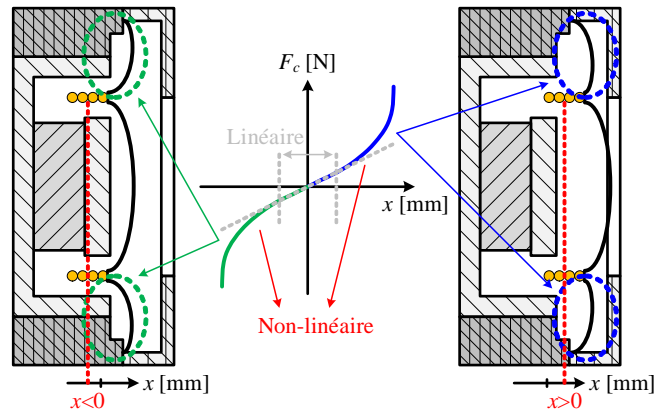 F_c [N]
Linéaire
x [mm]
Non-linéaire
x [mm]
x<0
x [mm]
x>0